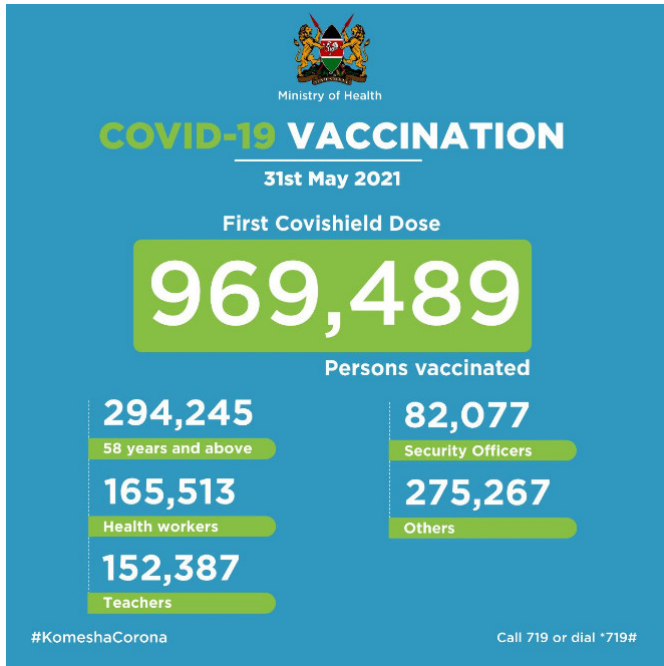 Ministry of Health
COVID-19 VACCINATION
31st May 2021
First Covishield Dose
969,489
Persons vaccinated
294,245
58 years and above
165,513
Health workers
152,387
Teachers
82,077
Security Officers
275,267
Others
#KomeshaCorona
Call 719 or dial *719#